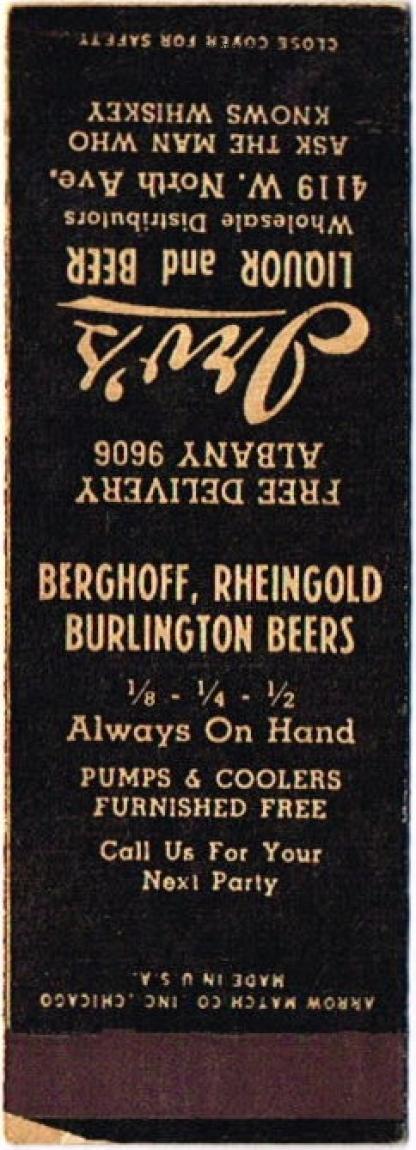 FREE DELIVERY
ALBANY 9606
Irv's
LIQUOR and BEER
Wholesale Distributors
4119 W. North Ave.
ASK THE MAN WHO
KNOWS WHISKEY
CLOSE COVER FOR SAFETY
BERGHOFF, RHEINGOLD
BURLINGTON BEERS
1/8 - 1/4 - 1/2
Always On Hand
PUMPS & COOLERS
FURNISHED FREE
Call Us For Your
Next Party
ARROW MATCH CO. INC, CHICAGO
MADE IN U S A.